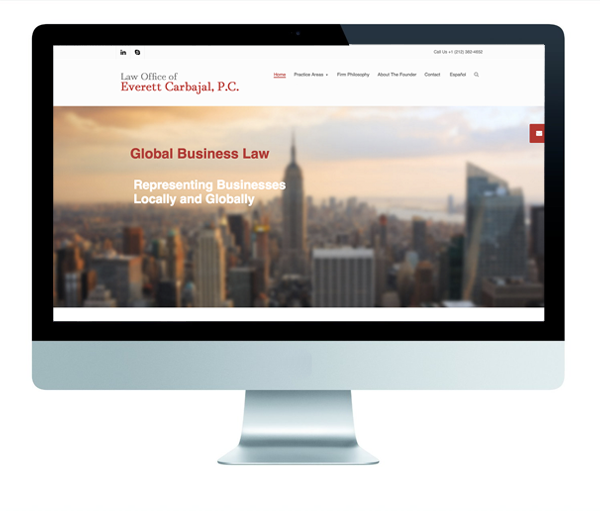 in
Call Us +1 (212)
Law Office of
Everett Carbajal, P.C.
Home Practice Areas Firm Philosophy About The Founder Contact Español
Global Business Law
Representing Businesses
Locally and Globally